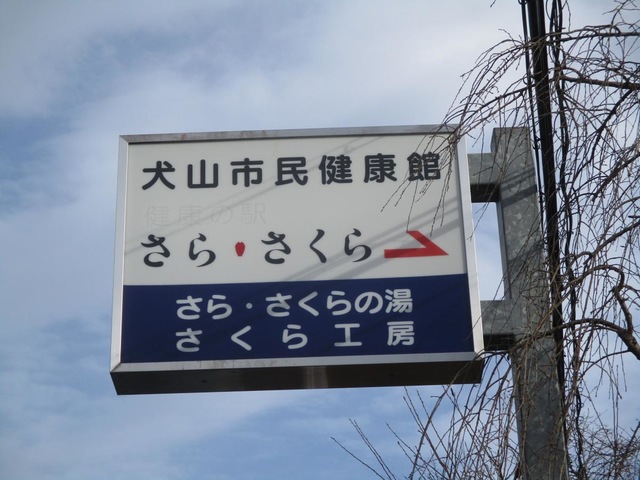 犬山市民健康館
健康の駅
さら・さくら
さら・さくらの湯
さくら工房